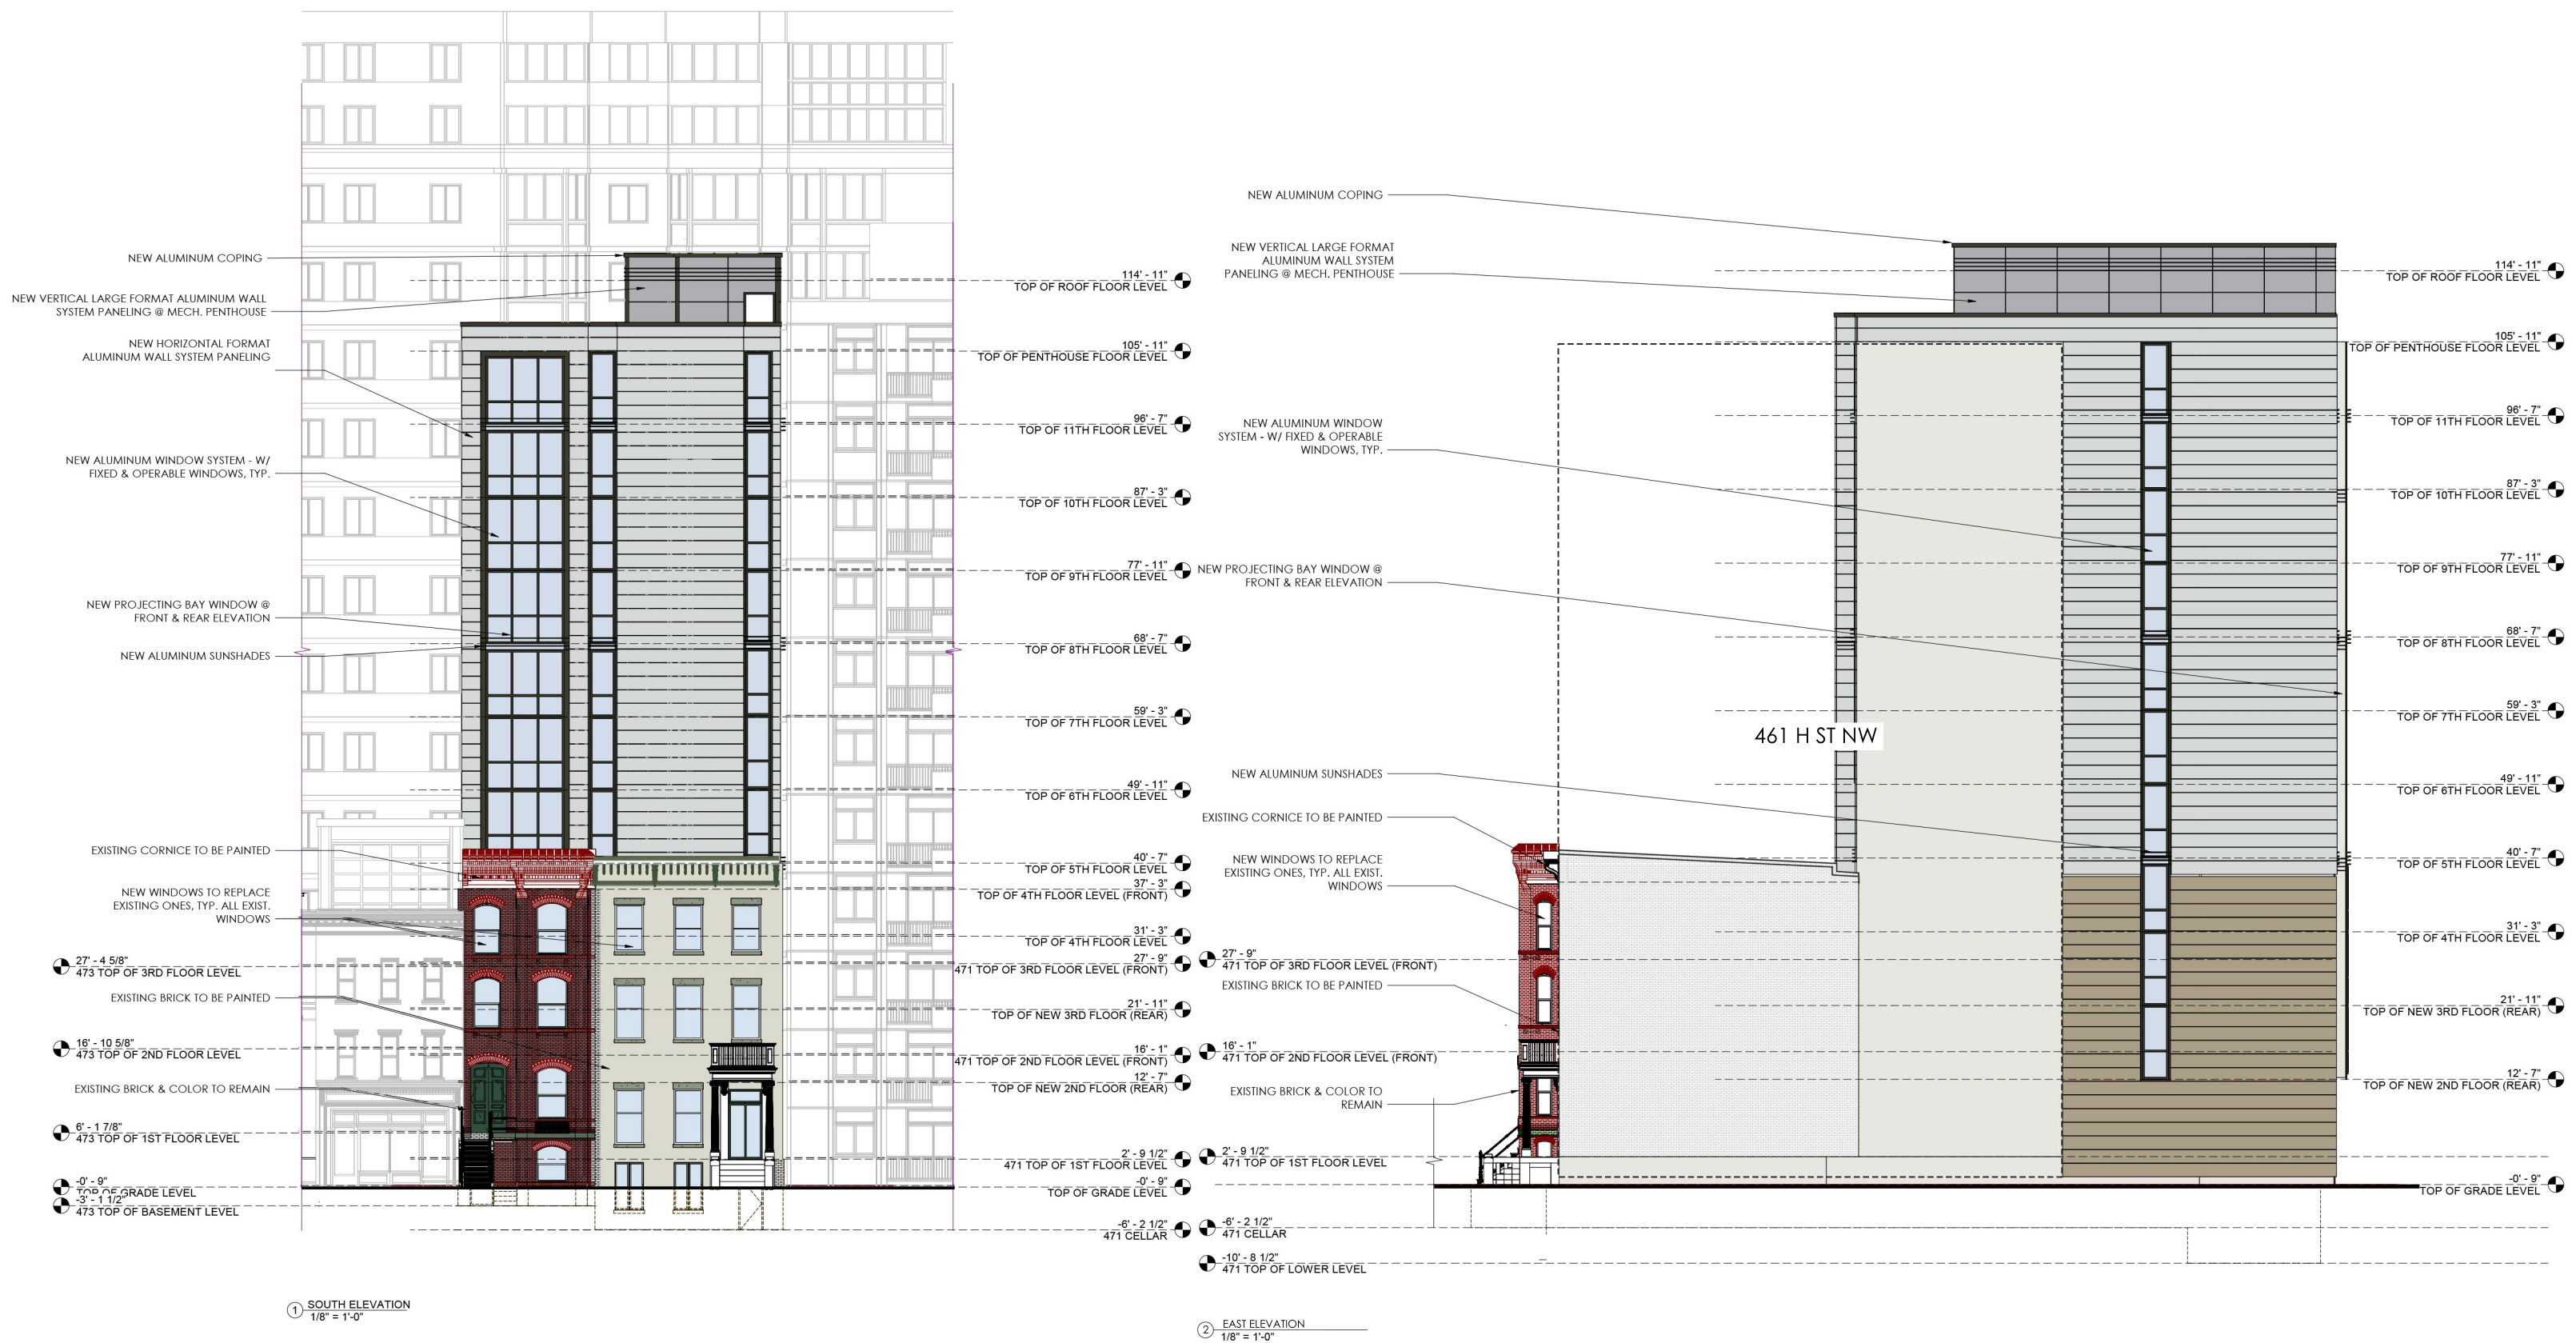 NEW ALUMINUM COPING
NEW VERTICAL LARGE FORMAT ALUMINUM WALL
SYSTEM PANELING @ MECH. PENTHOUSE
NEW HORIZONTAL FORMAT
ALUMINUM WALL SYSTEM PANELING
NEW ALUMINUM WINDOW SYSTEM - W/
FIXED & OPERABLE WINDOWS, TYP.
NEW PROJECTING BAY WINDOW @
FRONT & REAR ELEVATION
NEW ALUMINUM SUNSHADES
EXISTING CORNICE TO BE PAINTED
NEW WINDOWS TO REPLACE
EXISTING ONES, TYP. ALL EXIST.
WINDOWS
27' - 4 5/8"
473 TOP OF 3RD FLOOR LEVEL
EXISTING BRICK TO BE PAINTED
16' - 10 5/8"
473 TOP OF 2ND FLOOR LEVEL
EXISTING BRICK & COLOR TO REMAIN
6' - 1 7/8"
473 TOP OF 1ST FLOOR LEVEL
-0' - 9"
TOP OF GRADE LEVEL
-3' - 1 1/2"
473 TOP OF BASEMENT LEVEL
114' - 11"
TOP OF ROOF FLOOR LEVEL
105' - 11"
TOP OF PENTHOUSE FLOOR LEVEL
96' - 7"
TOP OF 11TH FLOOR LEVEL
87' - 3"
TOP OF 10TH FLOOR LEVEL
77' - 11"
TOP OF 9TH FLOOR LEVEL
68' - 7"
TOP OF 8TH FLOOR LEVEL
59' - 3"
TOP OF 7TH FLOOR LEVEL
49' - 11"
TOP OF 6TH FLOOR LEVEL
40' - 7"
TOP OF 5TH FLOOR LEVEL
37' - 3"
TOP OF 4TH FLOOR LEVEL (FRONT)
31' - 3"
TOP OF 4TH FLOOR LEVEL
27' - 9"
471 TOP OF 3RD FLOOR LEVEL (FRONT)
21' - 11"
TOP OF NEW 3RD FLOOR (REAR)
16' - 1"
471 TOP OF 2ND FLOOR LEVEL (FRONT)
12' - 7"
TOP OF NEW 2ND FLOOR (REAR)
2' - 9 1/2"
471 TOP OF 1ST FLOOR LEVEL
-0' - 9"
TOP OF GRADE LEVEL
-6' - 2 1/2"
471 CELLAR
1 SOUTH ELEVATION
1/8" = 1'-0"
NEW ALUMINUM COPING
NEW VERTICAL LARGE FORMAT
ALUMINUM WALL SYSTEM
PANELING @ MECH. PENTHOUSE
NEW ALUMINUM WINDOW
SYSTEM - W/ FIXED & OPERABLE
WINDOWS, TYP.
NEW PROJECTING BAY WINDOW @
FRONT & REAR ELEVATION
461 H ST NW
NEW ALUMINUM SUNSHADES
EXISTING CORNICE TO BE PAINTED
NEW WINDOWS TO REPLACE
EXISTING ONES, TYP. ALL EXIST.
WINDOWS
27' - 9"
471 TOP OF 3RD FLOOR LEVEL (FRONT)
EXISTING BRICK TO BE PAINTED
16' - 1"
471 TOP OF 2ND FLOOR LEVEL (FRONT)
EXISTING BRICK & COLOR TO
REMAIN
2' - 9 1/2"
471 TOP OF 1ST FLOOR LEVEL
-6' - 2 1/2"
471 CELLAR
-10' - 8 1/2"
471 TOP OF LOWER LEVEL
114' - 11"
TOP OF ROOF FLOOR LEVEL
105' - 11"
TOP OF PENTHOUSE FLOOR LEVEL
96' - 7"
TOP OF 11TH FLOOR LEVEL
87' - 3"
TOP OF 10TH FLOOR LEVEL
77' - 11"
TOP OF 9TH FLOOR LEVEL
68' - 7"
TOP OF 8TH FLOOR LEVEL
59' - 3"
TOP OF 7TH FLOOR LEVEL
49' - 11"
TOP OF 6TH FLOOR LEVEL
40' - 7"
TOP OF 5TH FLOOR LEVEL
31' - 3"
TOP OF 4TH FLOOR LEVEL
21' - 11"
TOP OF NEW 3RD FLOOR (REAR)
12' - 7"
TOP OF NEW 2ND FLOOR (REAR)
-0' - 9"
TOP OF GRADE LEVEL
2 EAST ELEVATION
1/8" = 1'-0"